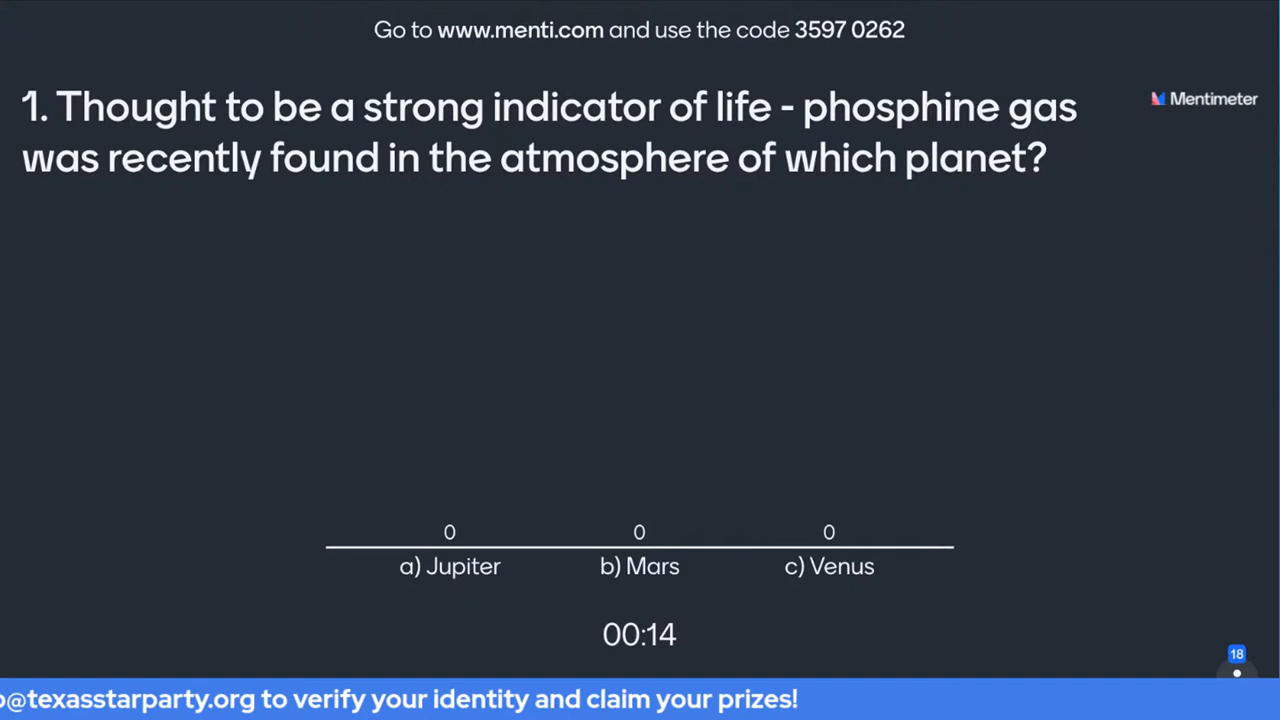 Go to www.menti.com and use the code 3597 0262
1. Thought to be a strong indicator of life - phosphine gas
was recently found in the atmosphere of which planet?
Mentimeter
0 0 0
a) Jupiter b) Mars c) Venus
00:14
18
@texasstarparty.org to verify your identity and claim your prizes!